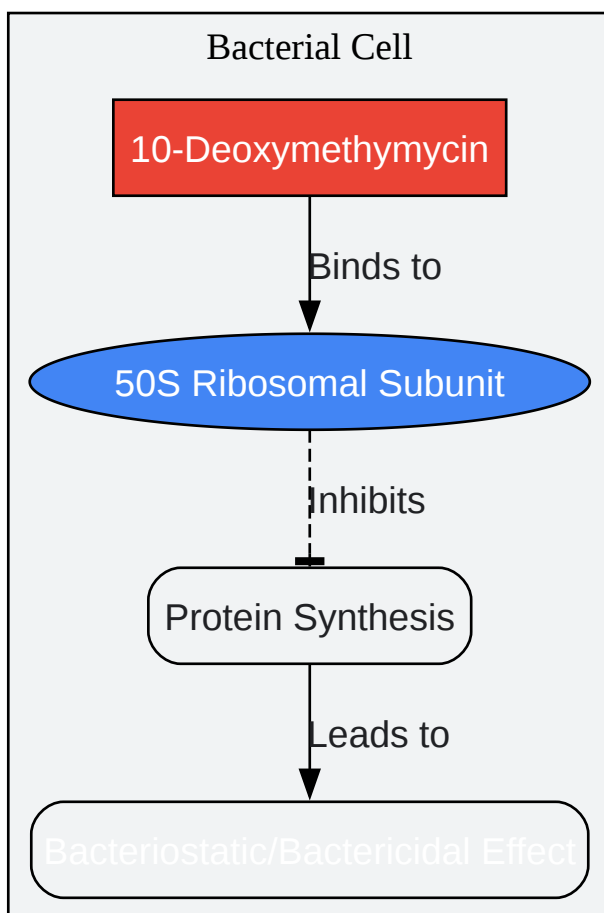 Bacterial Cell
10-Deoxymethymycin
Binds to
50S Ribosomal Subunit
Inhibits
Protein Synthesis
Leads to
Bacteriostatic/Bactericidal Effect